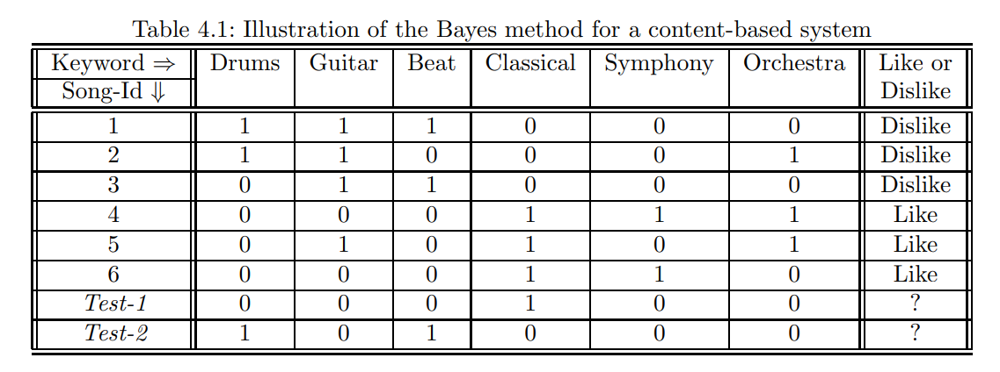 Table 4.1: Illustration of the Bayes method for a content-based system
Keyword ⇒ Drums Guitar Beat Classical Symphony Orchestra Like or
Song-Id ⇓ Dislike
1 1 1 1 0 0 0 Dislike
2 1 1 0 0 0 1 Dislike
3 0 1 1 0 0 0 Dislike
4 0 0 0 1 1 1 Like
5 0 1 0 1 0 1 Like
6 0 0 0 1 1 0 Like
Test-1 0 0 0 1 0 0 ?
Test-2 1 0 1 0 0 0 ?